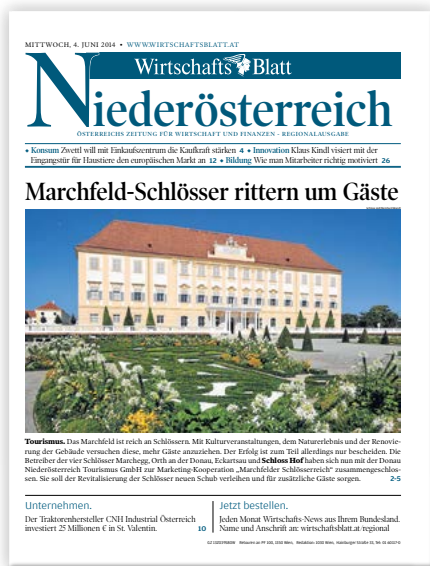 MITTWOCH, 4. JUNI 2014 • WWW.WIRTSCHAFTSBLATT.AT
WirtschaftsBlatt
Niederösterreich
ÖSTERREICHS ZEITUNG FÜR WIRTSCHAFT UND FINANZEN - REGIONALAUSGABE
• Konsum Zwettl will mit Einkaufszentrum die Kaufkraft stärken 4 • Innovation Klaus Kindl visiert mit der
Eingangstür für Haustiere den europäischen Markt an 12 • Bildung Wie man Mitarbeiter richtig motiviert 26
Marchfeld-Schlösser rittern um Gäste
Tourismus. Das Marchfeld ist reich an Schlössern. Mit Kulturveranstaltungen, dem Naturerlebnis und der Renovie-
rung der Gebäude versuchen diese, mehr Gäste anzuziehen. Der Erfolg ist zum Teil allerdings nur bescheiden. Die
Betreiber der vier Schlösser Marchegg, Orth an der Donau, Eckartsau und Schloss Hof haben sich nun mit der Donau
Niederösterreich Tourismus GmbH zur Marketing-Kooperation „Marchfelder Schlösserreich" zusammengeschlos-
sen. Sie soll der Revitalisierung der Schlösser neuen Schub verleihen und für zusätzliche Gäste sorgen. 2-5
Unternehmen.
Der Traktorenhersteller CNH Industrial Österreich
investiert 25 Millionen € in St. Valentin. 10
Jetzt bestellen.
Jeden Monat Wirtschafts-News aus Ihrem Bundesland.
Name und Anschrift an: wirtschaftsblatt.at/regional